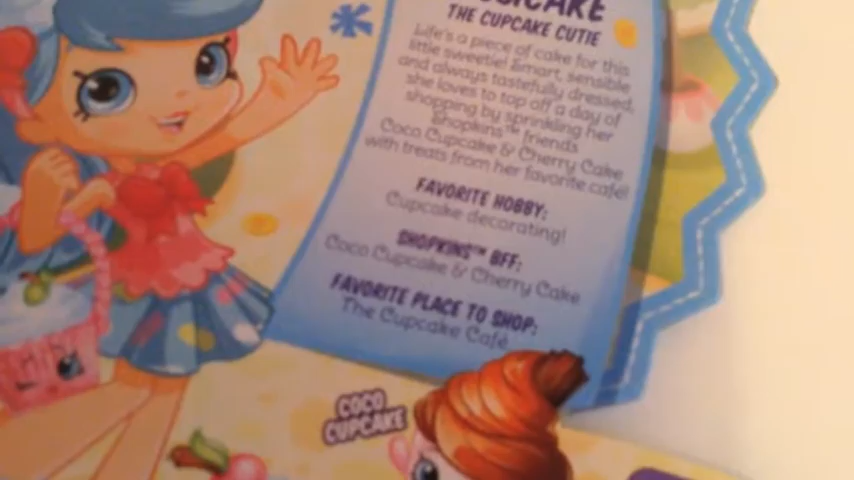 THE CUPCAKE CUTIE
Life's a piece of cake for this
little sweetie! Smart, sensible
and always tastefully dressed,
she loves to top off a day of
shopping by sprinkling her
Shopkins™ friends
Coco Cupcake & Cherry Cake
with treats from her favorite café!
FAVORITE HOBBY:
Cupcake decorating!
SHOPKINS™ BFF:
Coco Cupcake & Cherry Cake
FAVORITE PLACE TO SHOP:
The Cupcake Café
COCO
CUPCAKE